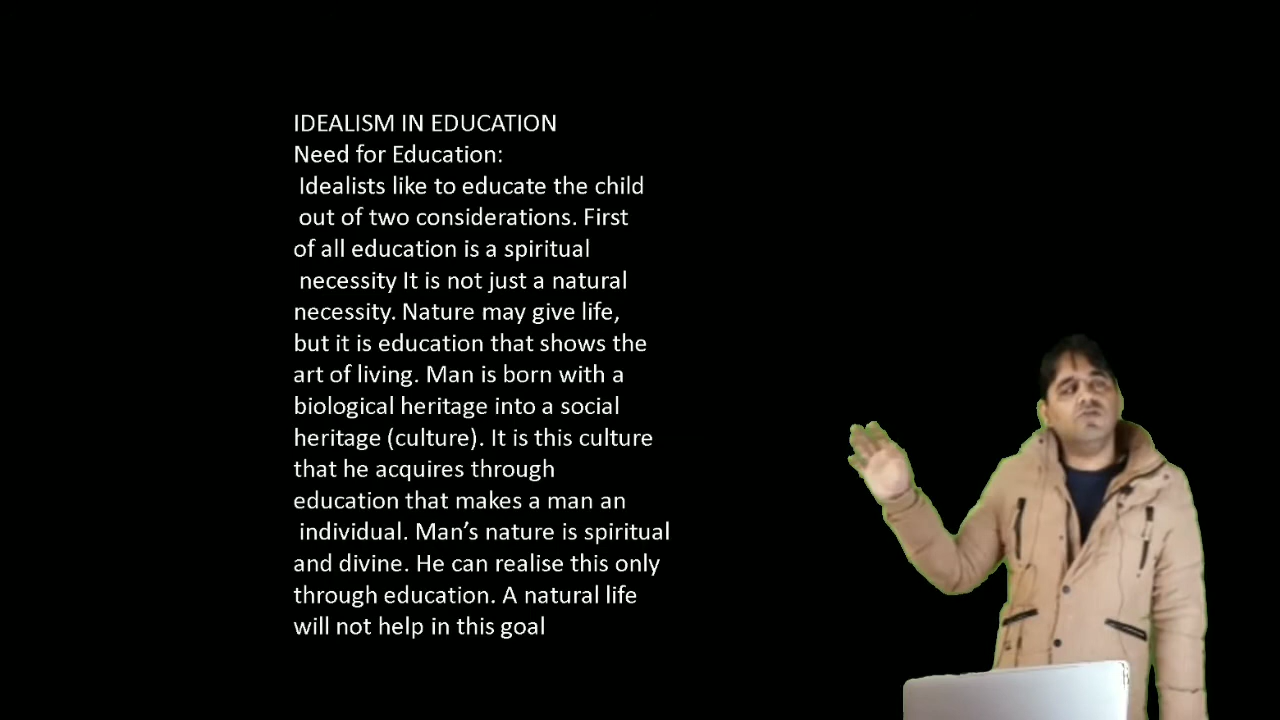 IDEALISM IN EDUCATION
Need for Education:
Idealists like to educate the child
out of two considerations. First
of all education is a spiritual
necessity It is not just a natural
necessity. Nature may give life,
but it is education that shows the
art of living. Man is born with a
biological heritage into a social
heritage (culture). It is this culture
that he acquires through
education that makes a man an
individual. Man’s nature is spiritual
and divine. He can realise this only
through education. A natural life
will not help in this goal